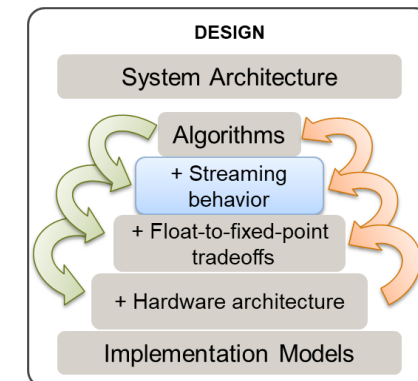 DESIGN
System Architecture
Algorithms
+ Streaming
behavior
+ Float-to-fixed-point
tradeoffs
+ Hardware architecture
Implementation Models